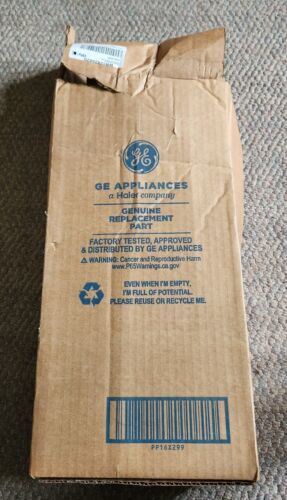 GE
GE APPLIANCES
a Haier company
GENUINE
REPLACEMENT
PART
FACTORY TESTED, APPROVED
& DISTRIBUTED BY GE APPLIANCES
⚠ WARNING: Cancer and Reproductive Harm
www.P65Warnings.ca.gov
EVEN WHEN I'M EMPTY,
I'M FULL OF POTENTIAL.
PLEASE REUSE OR RECYCLE ME.
PP16X299